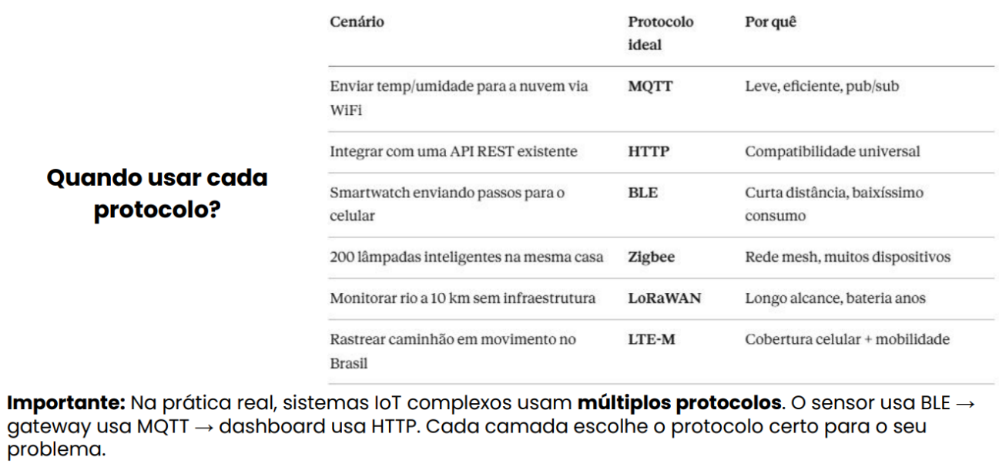 Quando usar cada
protocolo?
Cenário Protocolo ideal Por quê
Enviar temp/umidade para a nuvem via WiFi MQTT Leve, eficiente, pub/sub
Integrar com uma API REST existente HTTP Compatibilidade universal
Smartwatch enviando passos para o celular BLE Curta distância, baixíssimo consumo
200 lâmpadas inteligentes na mesma casa Zigbee Rede mesh, muitos dispositivos
Monitorar rio a 10 km sem infraestrutura LoRaWAN Longo alcance, bateria anos
Rastrear caminhão em movimento no Brasil LTE-M Cobertura celular + mobilidade
Importante: Na prática real, sistemas IoT complexos usam múltiplos protocolos. O sensor usa BLE →
gateway usa MQTT → dashboard usa HTTP. Cada camada escolhe o protocolo certo para o seu
problema.